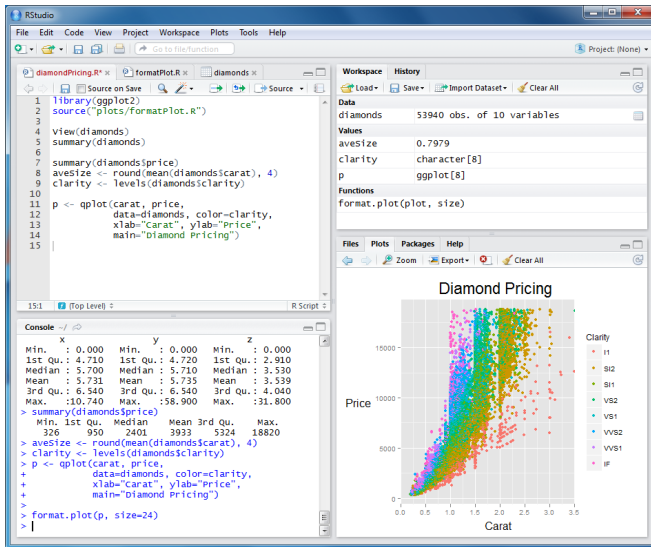 RStudio
File Edit Code View Project Workspace Plots Tools Help
Go to file/function
Project: (None)
diamondPricing.R* × formatPlot.R × diamonds ×
Source on Save Source
1 library(ggplot2)
2 source("plots/formatPlot.R")
3
4 View(diamonds)
5 summary(diamonds)
6
7 summary(diamonds$price)
8 aveSize <- round(mean(diamonds$carat), 4)
9 clarity <- levels(diamonds$clarity)
10
11 p <- qplot(carat, price,
12 data=diamonds, color=clarity,
13 xlab="Carat", ylab="Price",
14 main="Diamond Pricing")
15
15:1 (Top Level) R Script
Console ~/
x y z
Min. : 0.000 Min. : 0.000 Min. : 0.000
1st Qu.: 4.710 1st Qu.: 4.720 1st Qu.: 2.910
Median : 5.700 Median : 5.710 Median : 3.530
Mean : 5.731 Mean : 5.735 Mean : 3.539
3rd Qu.: 6.540 3rd Qu.: 6.540 3rd Qu.: 4.040
Max. :10.740 Max. :58.900 Max. :31.800
> summary(diamonds$price)
Min. 1st Qu. Median Mean 3rd Qu. Max.
326 950 2401 3933 5324 18820
> aveSize <- round(mean(diamonds$carat), 4)
> clarity <- levels(diamonds$clarity)
> p <- qplot(carat, price,
+ data=diamonds, color=clarity,
+ xlab="Carat", ylab="Price",
+ main="Diamond Pricing")
>
> format.plot(p, size=24)
>
Workspace History
Load Save Import Dataset Clear All
Data
diamonds 53940 obs. of 10 variables
Values
aveSize 0.7979
clarity character[8]
p ggplot[8]
Functions
format.plot(plot, size)
Files Plots Packages Help
Zoom Export Clear All
Diamond Pricing
Price
15000
10000
5000
0
0.0 0.5 1.0 1.5 2.0 2.5 3.0 3.5
Carat
Clarity
I1
SI2
SI1
VS2
VS1
VVS2
VVS1
IF